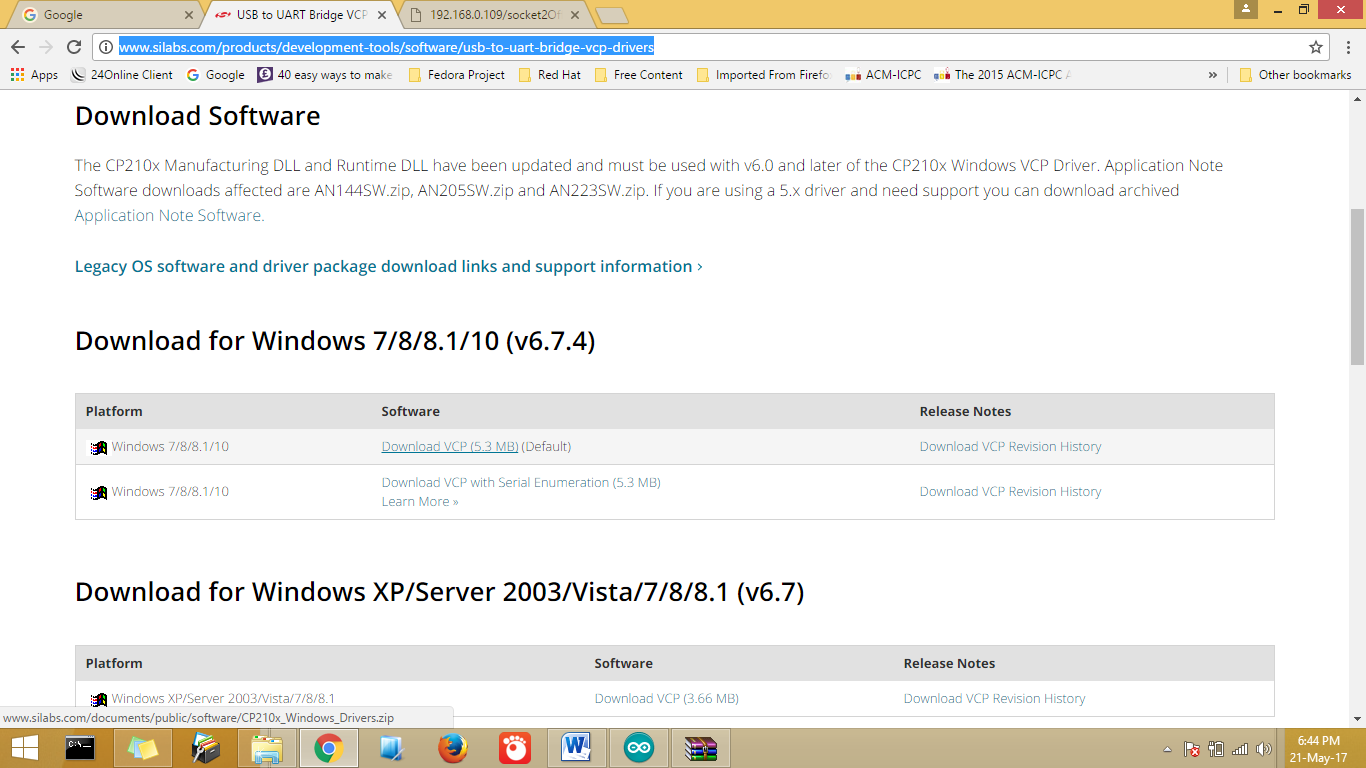 Google
USB to UART Bridge VCP
192.168.0.109/socket2Of
www.silabs.com/products/development-tools/software/usb-to-uart-bridge-vcp-drivers
Apps 24Online Client Google 40 easy ways to make Fedora Project Red Hat Free Content Imported From Firefo ACM-ICPC The 2015 ACM-ICPC A » Other bookmarks
Download Software
The CP210x Manufacturing DLL and Runtime DLL have been updated and must be used with v6.0 and later of the CP210x Windows VCP Driver. Application Note
Software downloads affected are AN144SW.zip, AN205SW.zip and AN223SW.zip. If you are using a 5.x driver and need support you can download archived
Application Note Software.
Legacy OS software and driver package download links and support information ›
Download for Windows 7/8/8.1/10 (v6.7.4)
Platform Software Release Notes
Windows 7/8/8.1/10 Download VCP (5.3 MB) (Default) Download VCP Revision History
Windows 7/8/8.1/10 Download VCP with Serial Enumeration (5.3 MB) Download VCP Revision History
Learn More »
Download for Windows XP/Server 2003/Vista/7/8/8.1 (v6.7)
Platform Software Release Notes
Windows XP/Server 2003/Vista/7/8/8.1 Download VCP (3.66 MB) Download VCP Revision History
www.silabs.com/documents/public/software/CP210x_Windows_Drivers.zip
6:44 PM
21-May-17